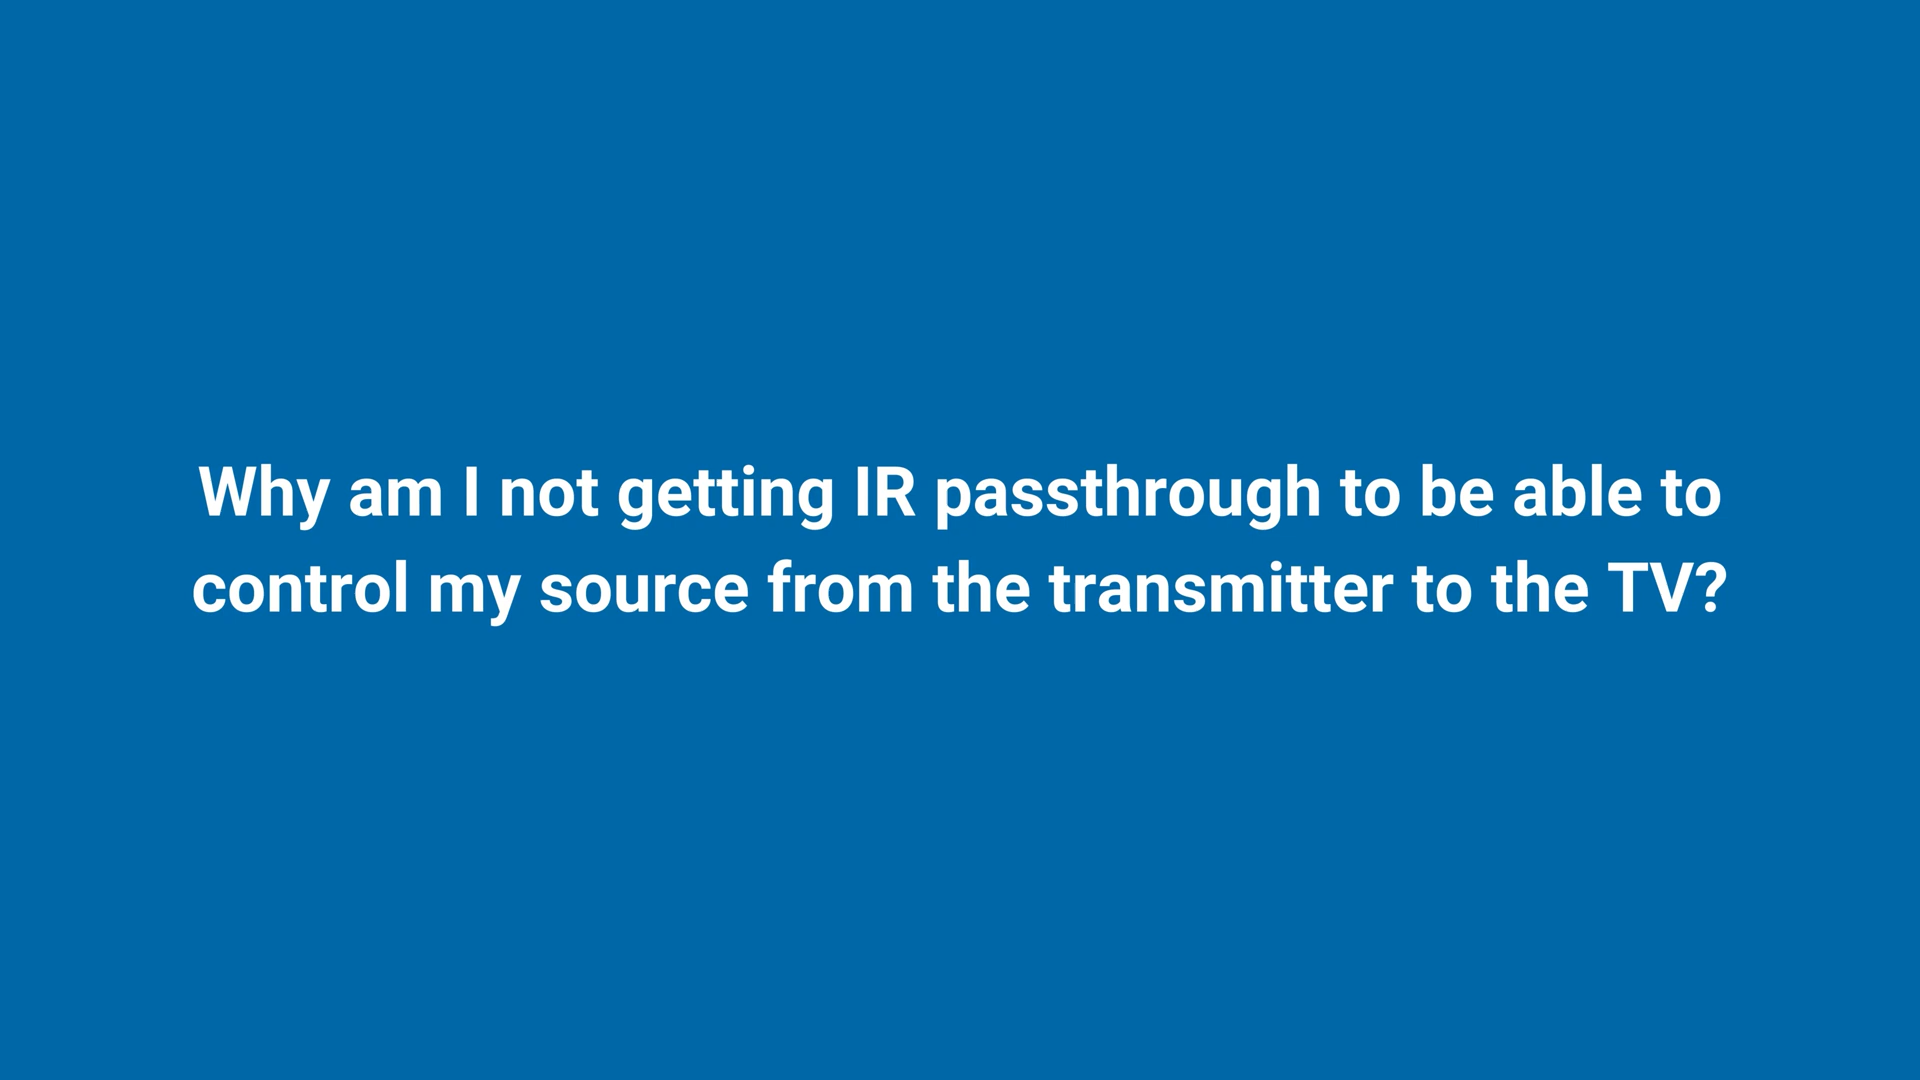 Why am I not getting IR passthrough to be able to
control my source from the transmitter to the TV?